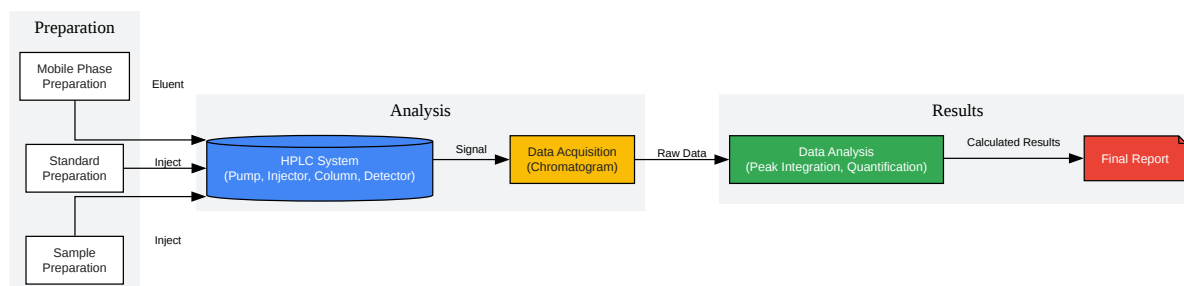 Preparation
Mobile Phase
Preparation
Eluent
Standard
Preparation
Inject
Sample
Preparation
Inject
Analysis
HPLC System
(Pump, Injector, Column, Detector)
Signal
Data Acquisition
(Chromatogram)
Raw Data
Results
Data Analysis
(Peak Integration, Quantification)
Calculated Results
Final Report